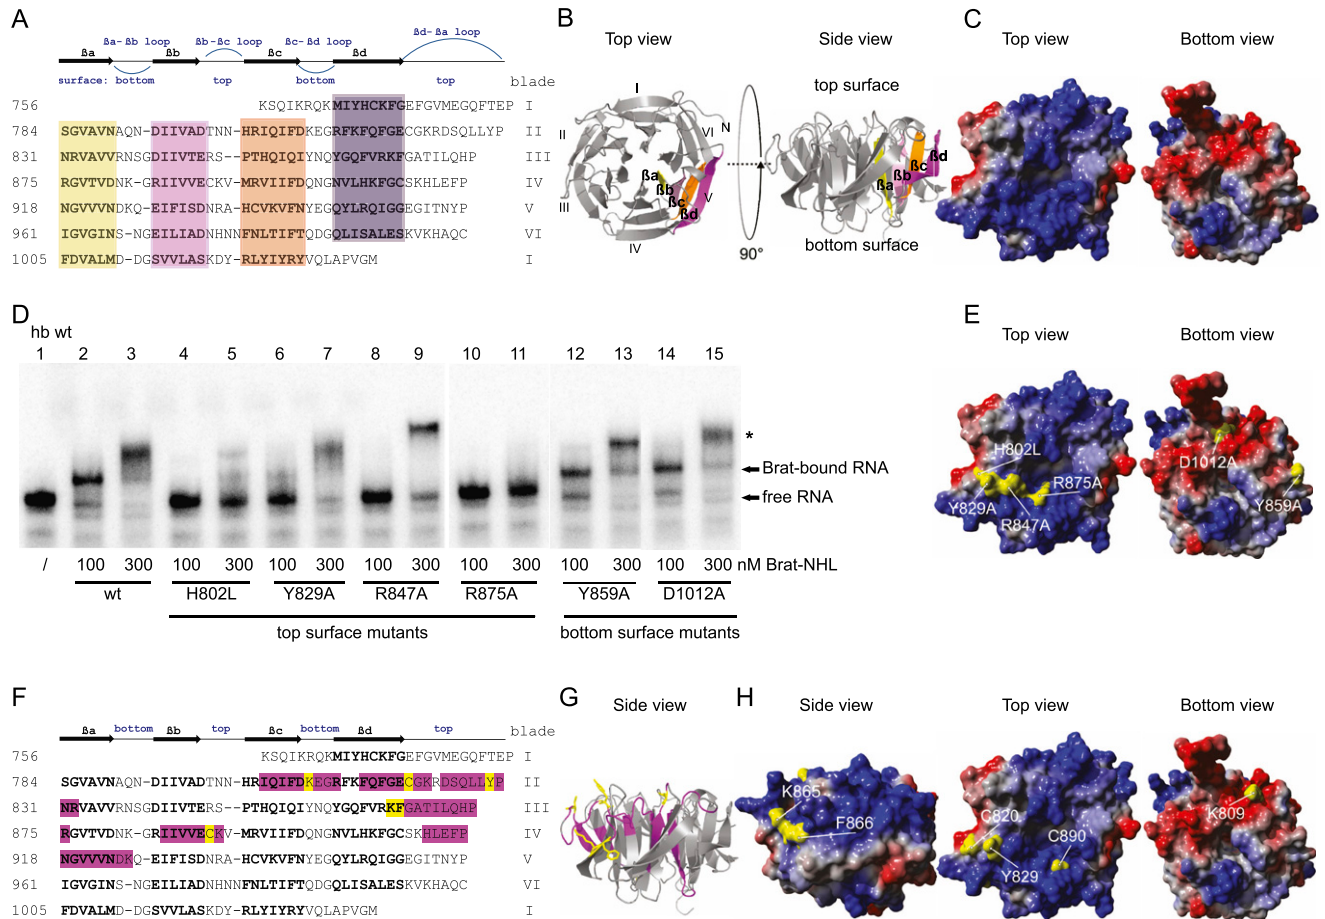 A
ßa-ßb loop ßb-ßc loop ßc-ßd loop ßd-ßa loop
ßa ßb ßc ßd
surface: bottom top bottom top blade
756 KSQIKRQKMIYHCKFGEFGVMEGQFTEP I
784 SGVAVNAQN-DIIVADTNN-HRIQIFDKEGRFKFQFGECGKRDSQLLYP II
831 NRVAVVRNSGDIIVTERS--PTHQIQIYNQYGQFVRKFGATILQHP III
875 RGVTVDNK-GRIIVVECKV-MRVIIFDQNGNVLHKFGCSKHLEFP IV
918 NGVVVNDKQ-EIFISDNRA-HCVKVFNYEGQYLRQIGGEGITNYP V
961 IGVGINS-NGEILIADNHNNFNLTIFTQDGQLISALESKVKHAQC VI
1005 FDVALMD-DGSVVLASKDY-RLYIYRYVQLAPVGM I
B
Top view Side view
top surface
I
II
VI N
III
V
IV
ßa
ßb
ßc
ßd
90°
ßa
ßb
ßc
ßd
bottom surface
C
Top view Bottom view
D
hb wt
1 2 3 4 5 6 7 8 9 10 11 12 13 14 15
*
Brat-bound RNA
free RNA
/ 100 300 100 300 100 300 100 300 100 300 100 300 100 300 nM Brat-NHL
wt H802L Y829A R847A R875A Y859A D1012A
top surface mutants bottom surface mutants
E
Top view Bottom view
H802L
Y829A
R847A
R875A
D1012A
Y859A
F
ßa bottom ßb top ßc bottom ßd top blade
756 KSQIKRQKMIYHCKFGEFGVMEGQFTEP I
784 SGVAVNAQN-DIIVADTNN-HRIQIFDKEGRFKFQFGECGKRDSQLLYP II
831 NRVAVVRNSGDIIVTERS--PTHQIQIYNQYGQFVRKFGATILQHP III
875 RGVTVDNK-GRIIVVECKV-MRVIIFDQNGNVLHKFGCSKHLEFP IV
918 NGVVVNDKQ-EIFISDNRA-HCVKVFNYEGQYLRQIGGEGITNYP V
961 IGVGINS-NGEILIADNHNNFNLTIFTQDGQLISALESKVKHAQC VI
1005 FDVALMD-DGSVVLASKDY-RLYIYRYVQLAPVGM I
G
Side view
H
Side view Top view Bottom view
K865
F866
C820
C890
Y829
K809